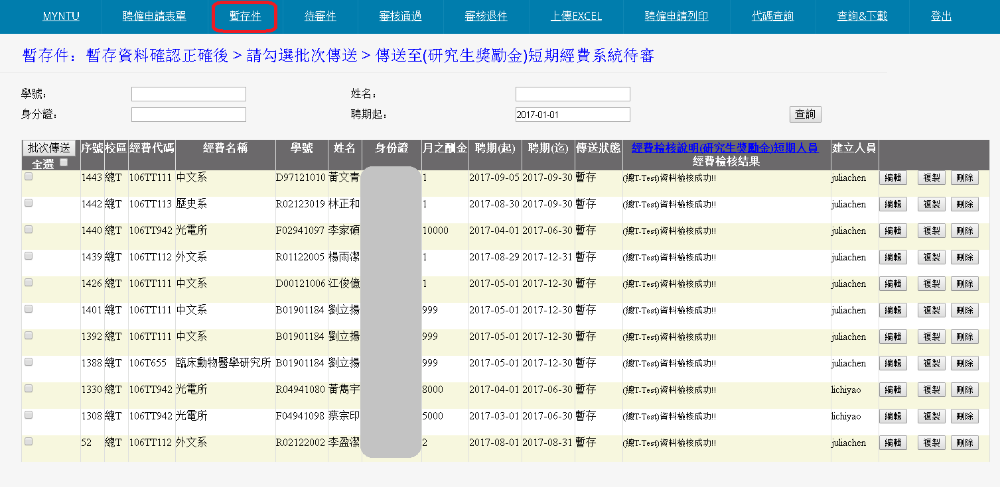 MYNTU 聘僱申請表單 暫存件 待審件 審核通過 審核退件 上傳EXCEL 聘僱申請列印 代碼查詢 查詢&下載 登出
暫存件：暫存資料確認正確後 > 請勾選批次傳送 > 傳送至(研究生獎勵金)短期經費系統待審
學號： 姓名：
身分證： 聘期起： 2017-01-01 查詢
批次傳送 序號 校區 經費代碼 經費名稱 學號 姓名 身份證 月之酬金 聘期(起) 聘期(迄) 傳送狀態 經費檢核說明(研究生獎勵金)短期人員 建立人員
全選 經費檢核結果
1443 總T 106TT111 中文系 D97121010 黃文青 1 2017-09-05 2017-09-30 暫存 (總T-Test)資料檢核成功!! juliachen 編輯 複製 刪除
1442 總T 106TT113 歷史系 R02123019 林正和 1 2017-08-30 2017-09-30 暫存 (總T-Test)資料檢核成功!! juliachen 編輯 複製 刪除
1440 總T 106TT942 光電所 F02941097 李家碩 10000 2017-04-01 2017-06-30 暫存 (總T-Test)資料檢核成功!! juliachen 編輯 複製 刪除
1439 總T 106TT112 外文系 R01122005 楊雨潔 1 2017-08-29 2017-12-31 暫存 (總T-Test)資料檢核成功!! juliachen 編輯 複製 刪除
1426 總T 106TT111 中文系 D00121006 江俊億 1 2017-05-01 2017-12-30 暫存 (總T-Test)資料檢核成功!! juliachen 編輯 複製 刪除
1401 總T 106TT111 中文系 B01901184 劉立揚 999 2017-05-01 2017-12-30 暫存 (總T-Test)資料檢核成功!! juliachen 編輯 複製 刪除
1392 總T 106TT111 中文系 B01901184 劉立揚 999 2017-05-01 2017-12-30 暫存 (總T-Test)資料檢核成功!! juliachen 編輯 複製 刪除
1388 總T 106T655 臨床動物醫學研究所 B01901184 劉立揚 999 2017-05-01 2017-12-30 暫存 (總T-Test)資料檢核成功!! juliachen 編輯 複製 刪除
1330 總T 106TT942 光電所 R04941080 黃雋宇 8000 2017-04-01 2017-06-30 暫存 (總T-Test)資料檢核成功!! lichiyao 編輯 複製 刪除
1308 總T 106TT942 光電所 F04941098 蔡宗印 5000 2017-03-01 2017-06-30 暫存 (總T-Test)資料檢核成功!! lichiyao 編輯 複製 刪除
52 總T 106TT112 外文系 R02122002 李盈潔 2 2017-08-01 2017-08-31 暫存 (總T-Test)資料檢核成功!! juliachen 編輯 複製 刪除